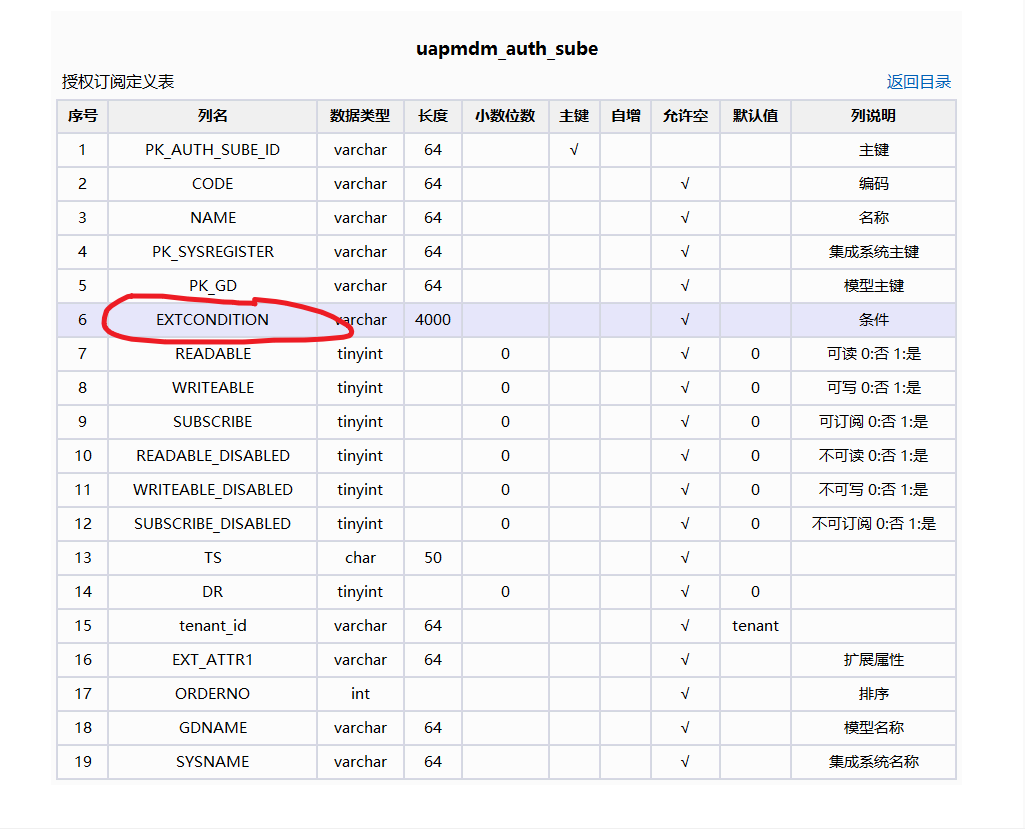 uapmdm_auth_sube
授权订阅定义表 返回目录
序号 列名 数据类型 长度 小数位数 主键 自增 允许空 默认值 列说明
1 PK_AUTH_SUBE_ID varchar 64 √ 主键
2 CODE varchar 64 √ 编码
3 NAME varchar 64 √ 名称
4 PK_SYSREGISTER varchar 64 √ 集成系统主键
5 PK_GD varchar 64 √ 模型主键
6 EXTCONDITION varchar 4000 √ 条件
7 READABLE tinyint 0 √ 0 可读 0:否 1:是
8 WRITEABLE tinyint 0 √ 0 可写 0:否 1:是
9 SUBSCRIBE tinyint 0 √ 0 可订阅 0:否 1:是
10 READABLE_DISABLED tinyint 0 √ 0 不可读 0:否 1:是
11 WRITEABLE_DISABLED tinyint 0 √ 0 不可写 0:否 1:是
12 SUBSCRIBE_DISABLED tinyint 0 √ 0 不可订阅 0:否 1:是
13 TS char 50 √
14 DR tinyint 0 √ 0
15 tenant_id varchar 64 √ tenant
16 EXT_ATTR1 varchar 64 √ 扩展属性
17 ORDERNO int √ 排序
18 GDNAME varchar 64 √ 模型名称
19 SYSNAME varchar 64 √ 集成系统名称